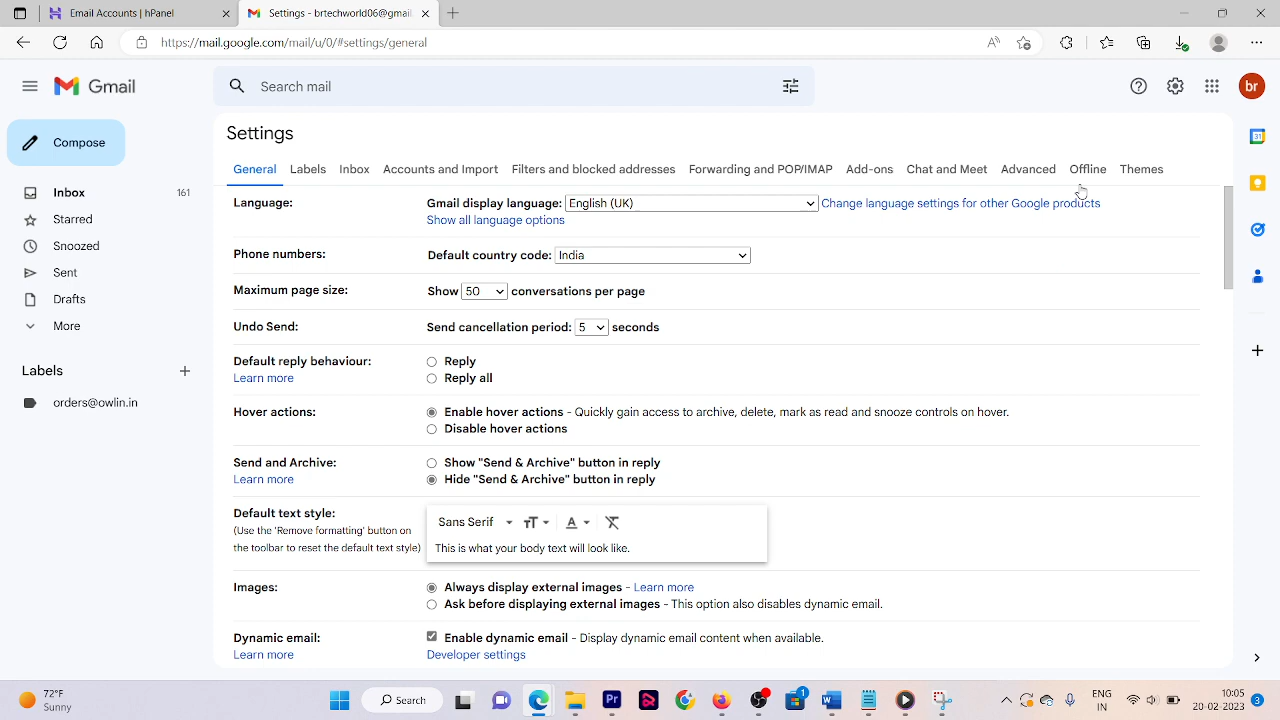 Email Accounts | hPanel
Settings - brtechworld06@gmail.
https://mail.google.com/mail/u/0/#settings/general
Gmail
Search mail
br
Compose
Inbox 161
Starred
Snoozed
Sent
Drafts
More
Labels
orders@owlin.in
Settings
General Labels Inbox Accounts and Import Filters and blocked addresses Forwarding and POP/IMAP Add-ons Chat and Meet Advanced Offline Themes
Language: Gmail display language: English (UK) Change language settings for other Google products
Show all language options
Phone numbers: Default country code: India
Maximum page size: Show 50 conversations per page
Undo Send: Send cancellation period: 5 seconds
Default reply behaviour: Reply
Learn more Reply all
Hover actions: Enable hover actions - Quickly gain access to archive, delete, mark as read and snooze controls on hover.
Disable hover actions
Send and Archive: Show "Send & Archive" button in reply
Learn more Hide "Send & Archive" button in reply
Default text style: Sans Serif
(Use the 'Remove formatting' button on
the toolbar to reset the default text style) This is what your body text will look like.
Images: Always display external images - Learn more
Ask before displaying external images - This option also disables dynamic email.
Dynamic email: Enable dynamic email - Display dynamic email content when available.
Learn more Developer settings
72°F
Sunny
Search
1
ENG
IN
10:05
20-02-2023
3
31